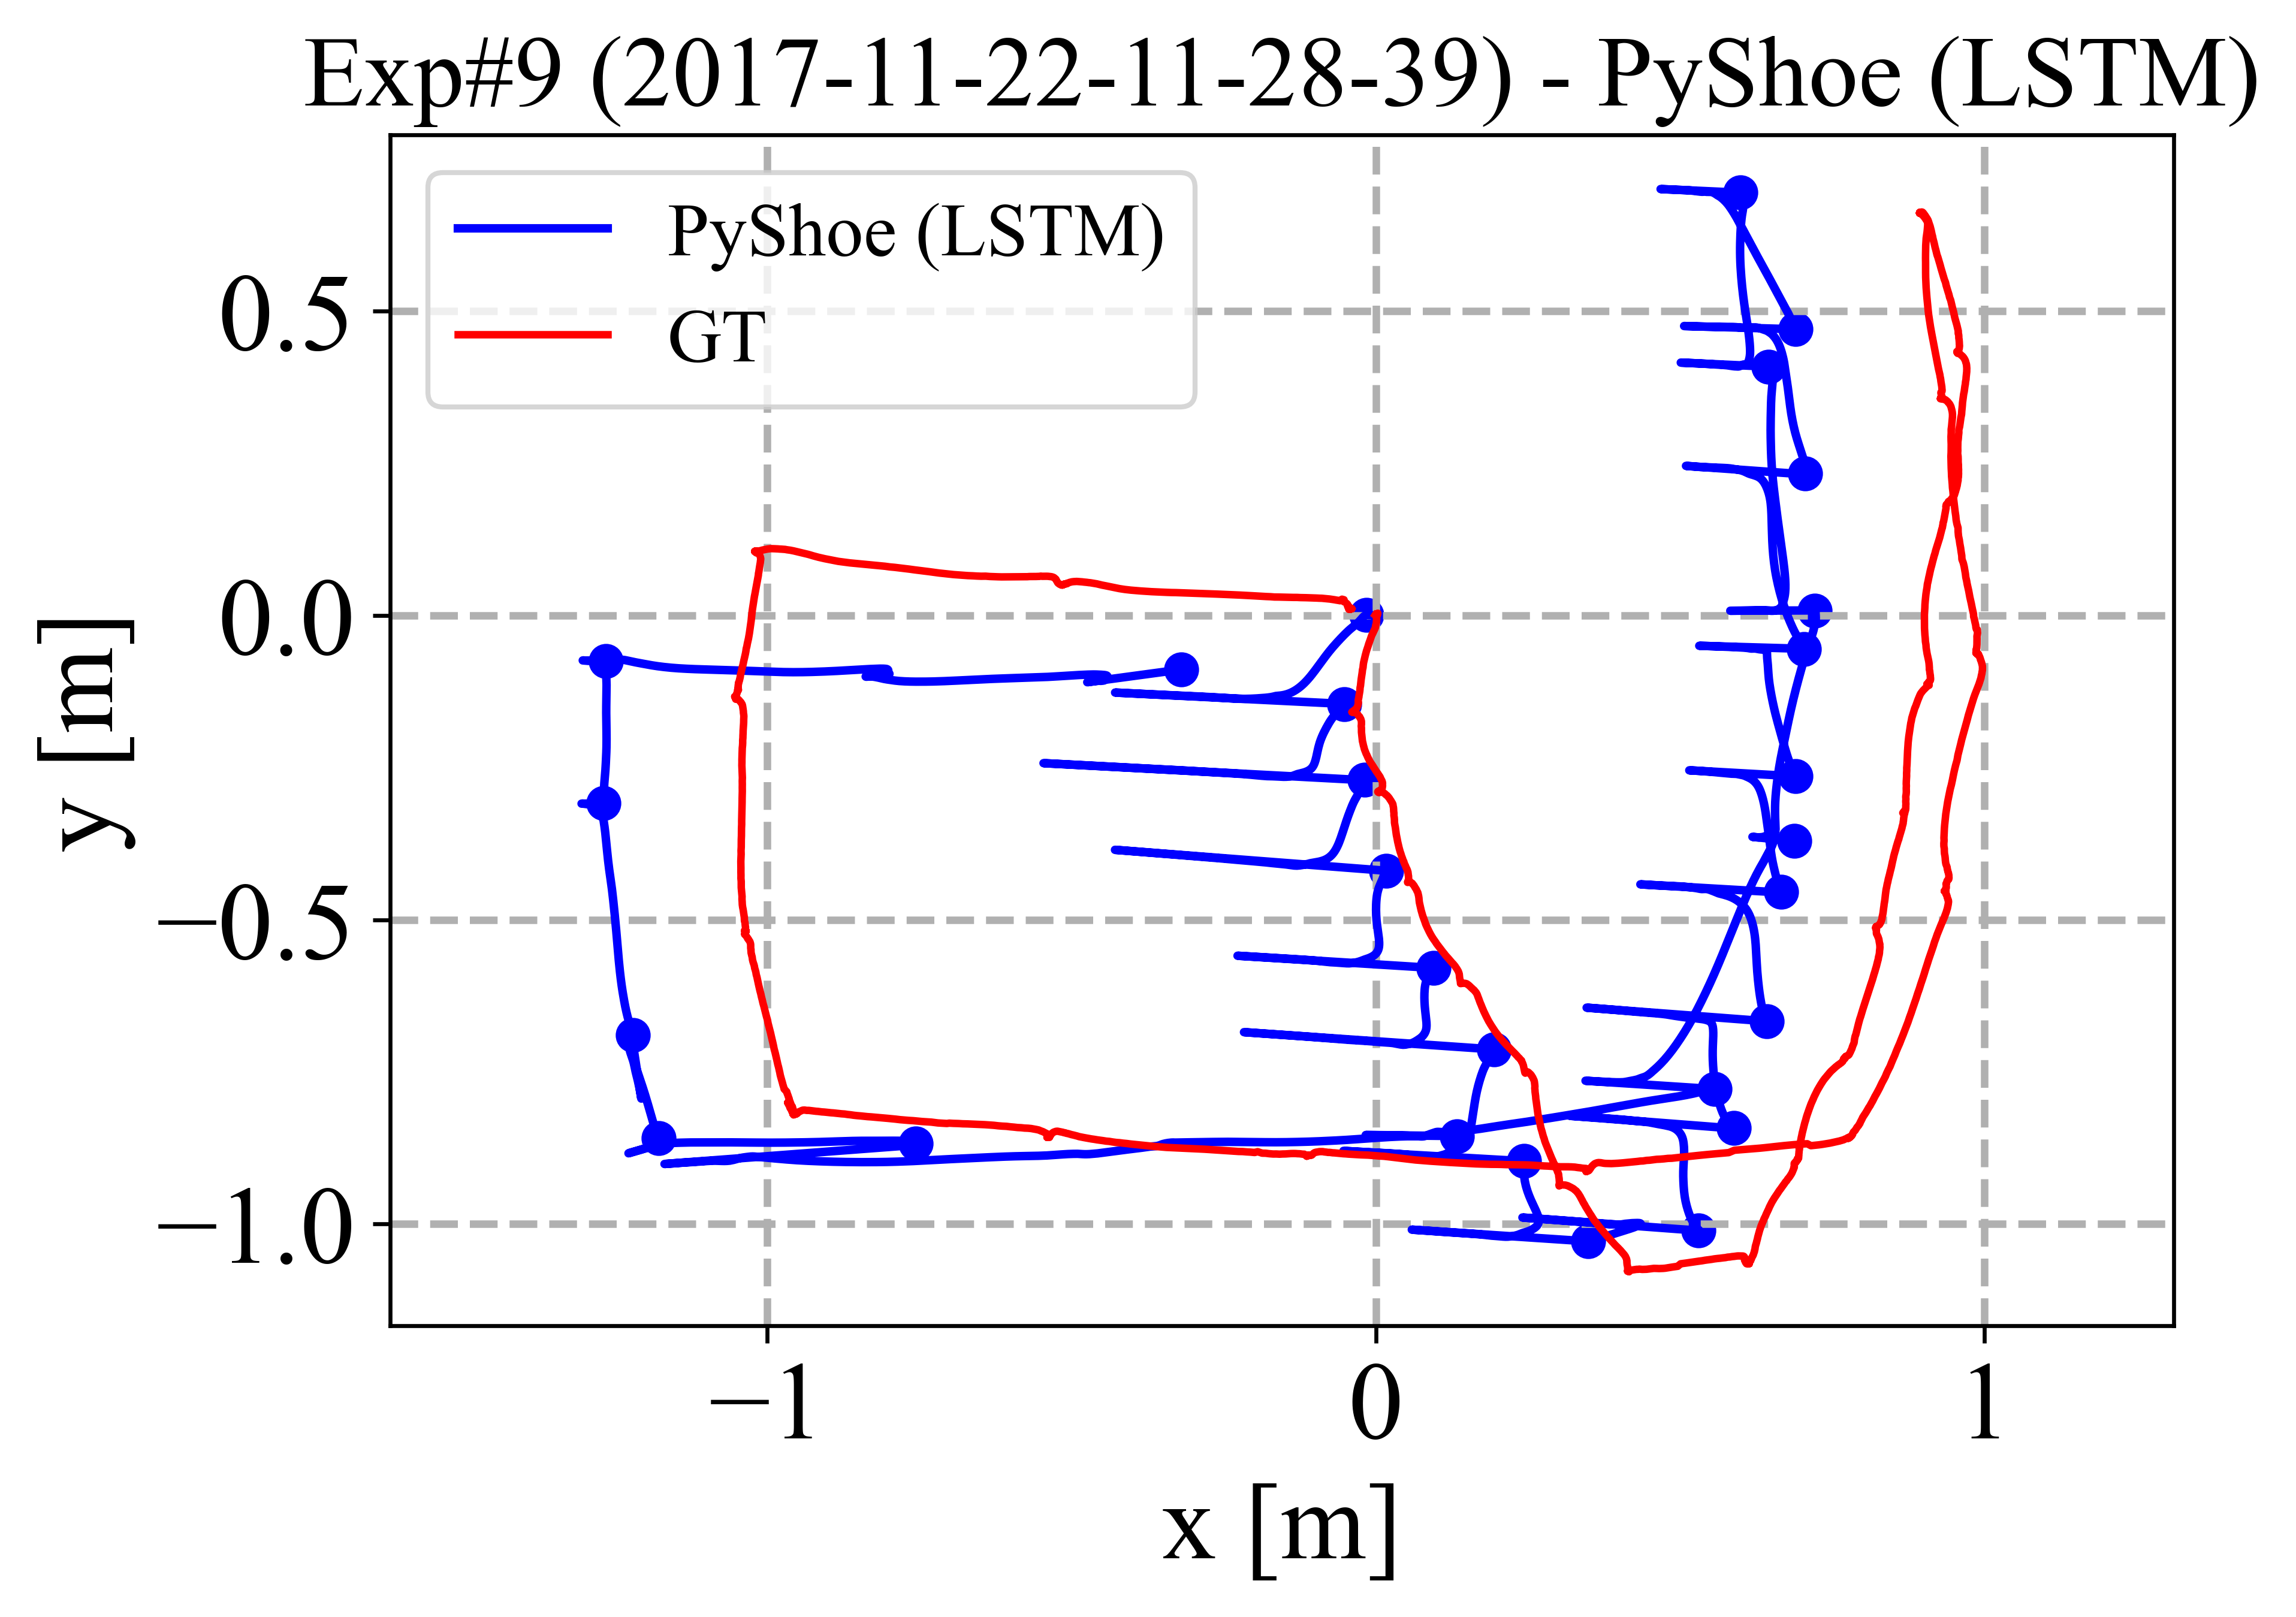 Exp#9 (2017-11-22-11-28-39) - PyShoe (LSTM)
PyShoe (LSTM)
GT
0.5
0.0
−0.5
−1.0
y [m]
−1
0
1
x [m]